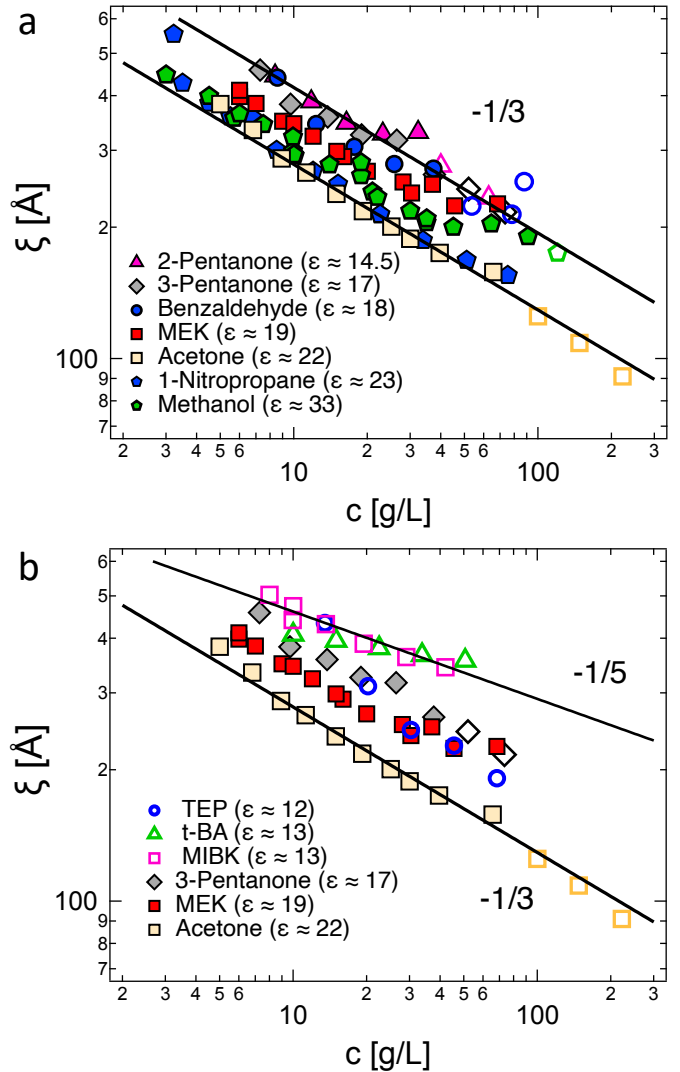 a
6
5
4
3
2
100
9
8
7
ξ [Å]
-1/3
2-Pentanone (ε ≈ 14.5)
3-Pentanone (ε ≈ 17)
Benzaldehyde (ε ≈ 18)
MEK (ε ≈ 19)
Acetone (ε ≈ 22)
1-Nitropropane (ε ≈ 23)
Methanol (ε ≈ 33)
2 3 4 5 6 10 2 3 4 5 6 100 2 3
c [g/L]
b
6
5
4
3
2
100
9
8
7
ξ [Å]
-1/5
TEP (ε ≈ 12)
t-BA (ε ≈ 13)
MIBK (ε ≈ 13)
3-Pentanone (ε ≈ 17)
MEK (ε ≈ 19)
Acetone (ε ≈ 22)
-1/3
2 3 4 5 6 10 2 3 4 5 6 100 2 3
c [g/L]